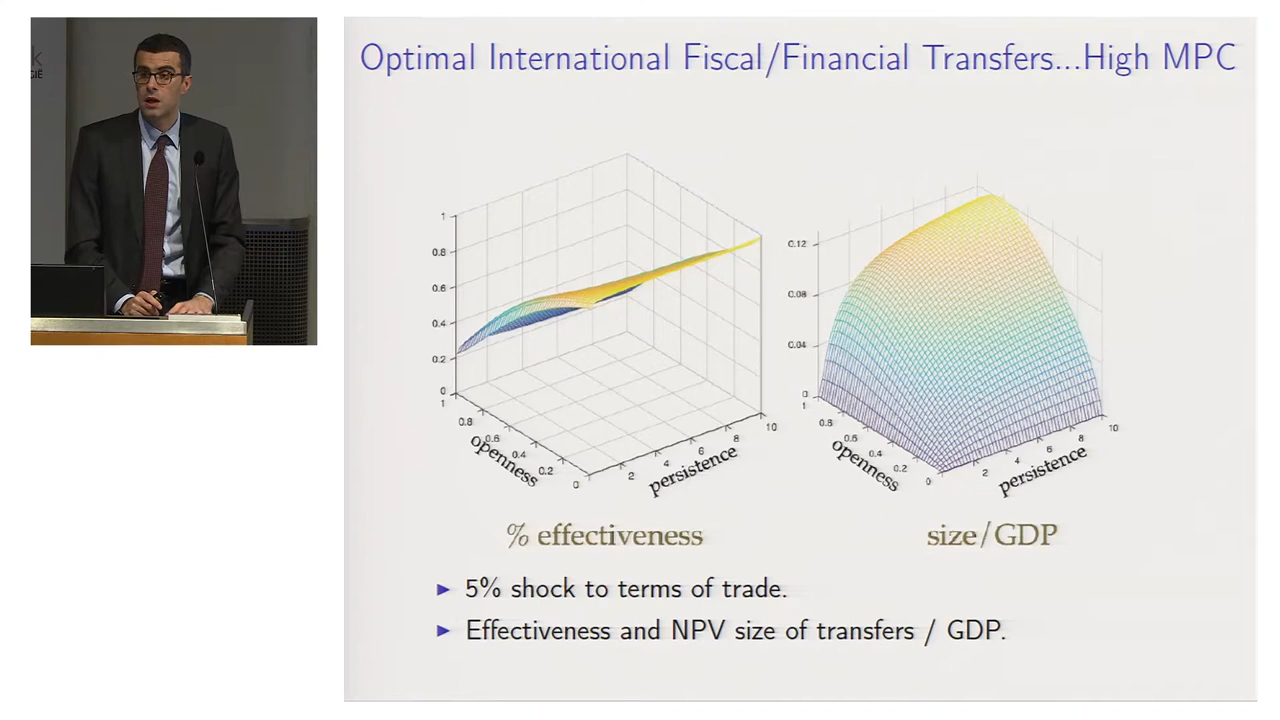 k
GIË
Optimal International Fiscal/Financial Transfers...High MPC
1
0.8
0.6
0.4
0.2
0
1
0.8
0.6
0.4
0.2
0
openness
2
4
6
8
10
persistence
0.12
0.08
0.04
0
1
0.8
0.6
0.4
0.2
0
openness
2
4
6
8
10
persistence
% effectiveness
size/GDP
5% shock to terms of trade.
Effectiveness and NPV size of transfers / GDP.